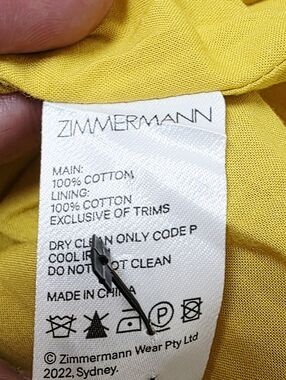 ZIMMERMANN
MAIN:
100% COTTON
LINING:
100% COTTON
EXCLUSIVE OF TRIMS
DRY CLEAN ONLY CODE P
COOL
DO NOT CLEAN
MADE IN CHINA
P
© Zimmermann Wear Pty Ltd
2022, Sydney.